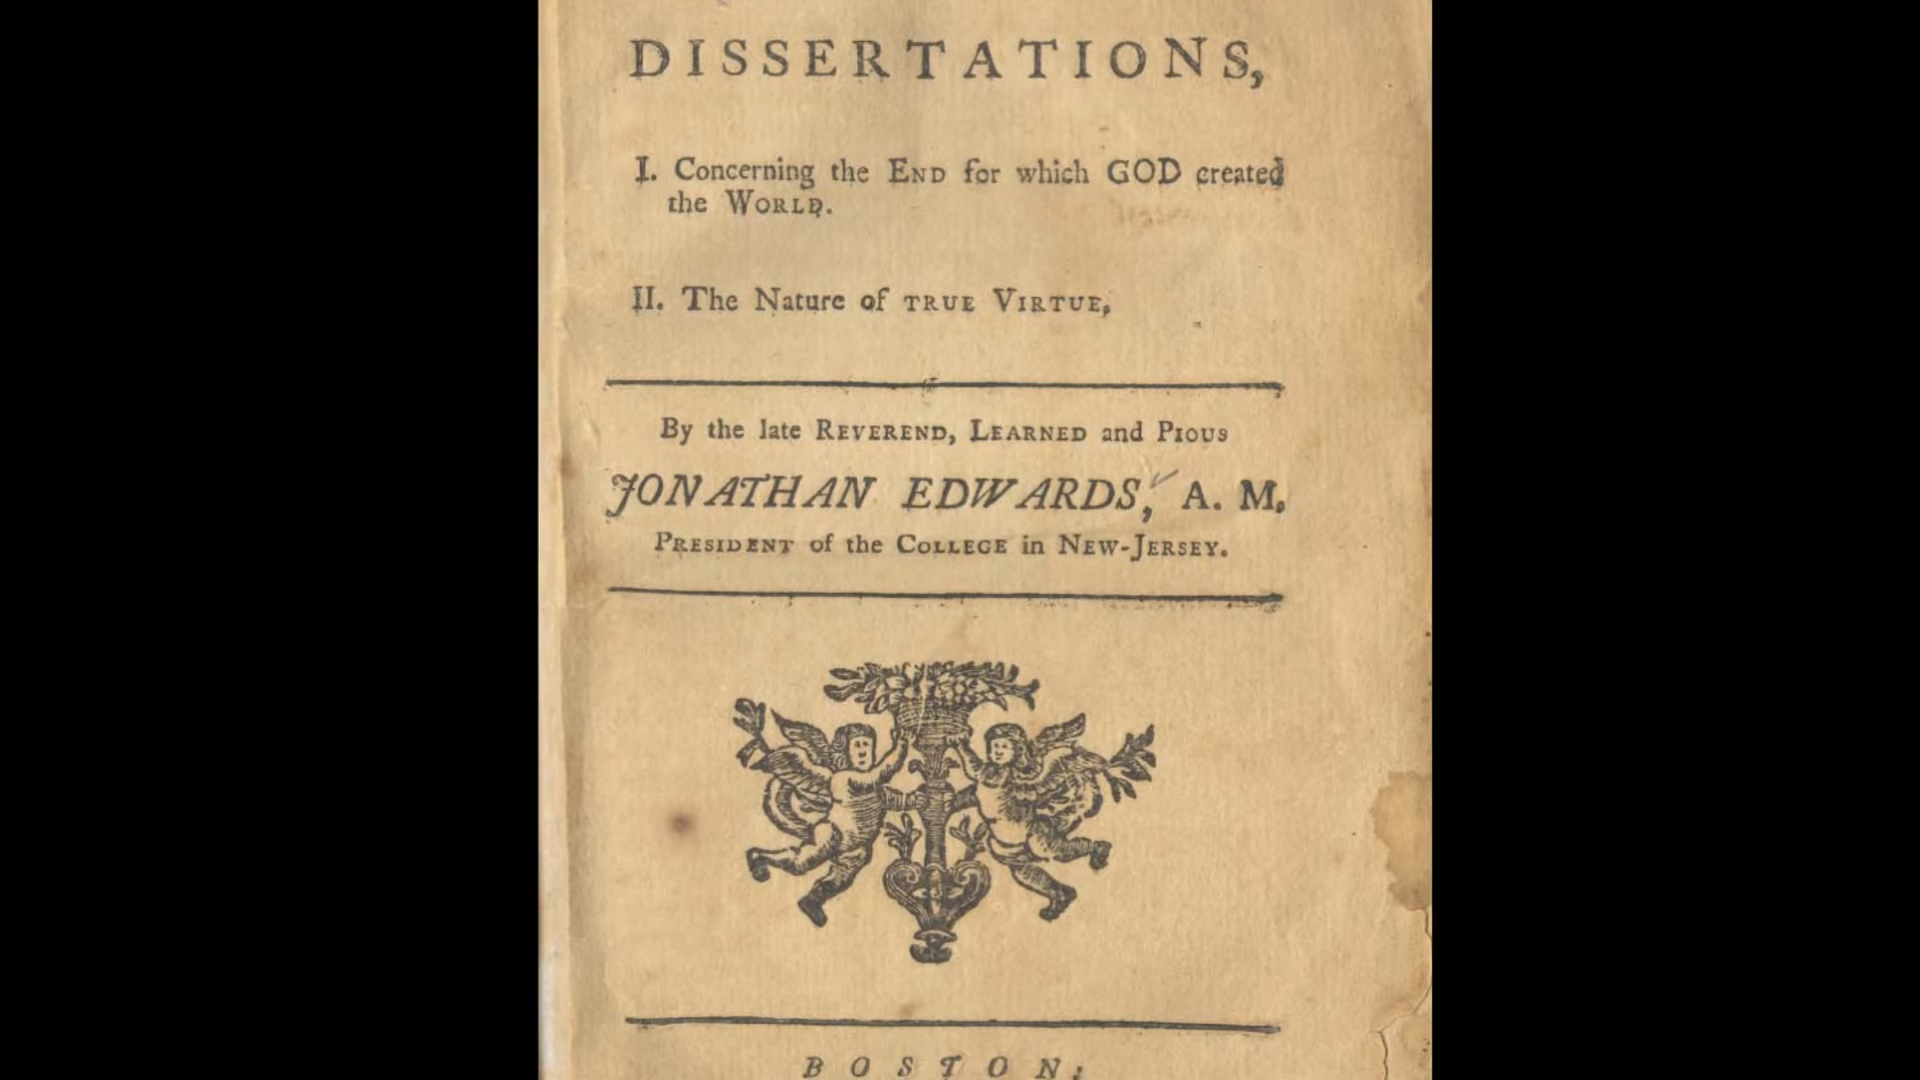 DISSERTATIONS,
I. Concerning the END for which GOD created
the WORLD.
II. The Nature of TRUE VIRTUE,
By the late REVEREND, LEARNED and PIOUS
JONATHAN EDWARDS, A. M.
PRESIDENT of the COLLEGE in NEW-JERSEY.
BOSTON: